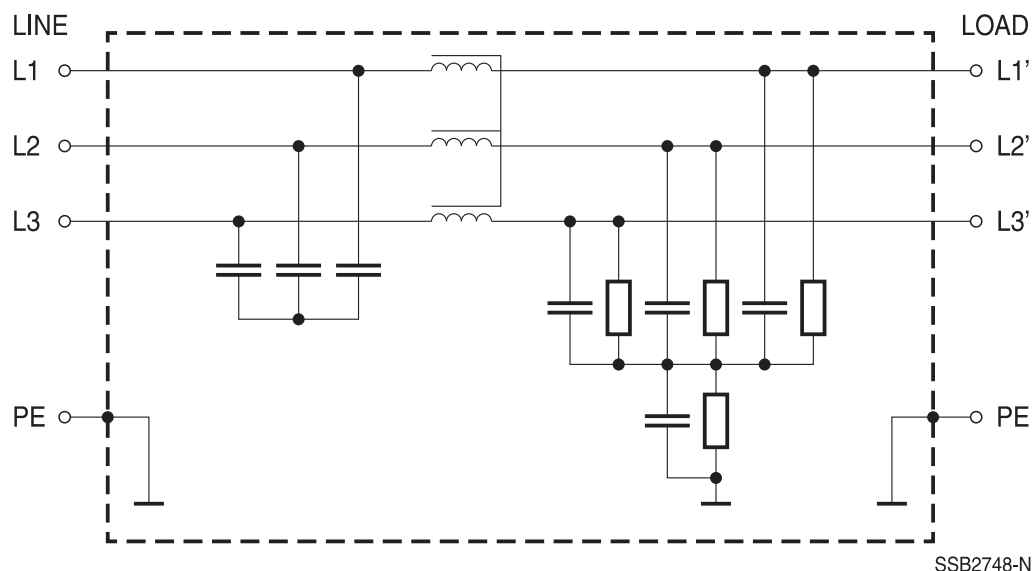 LINE LOAD
L1 L1'
L2 L2'
L3 L3'
PE PE
SSB2748-N